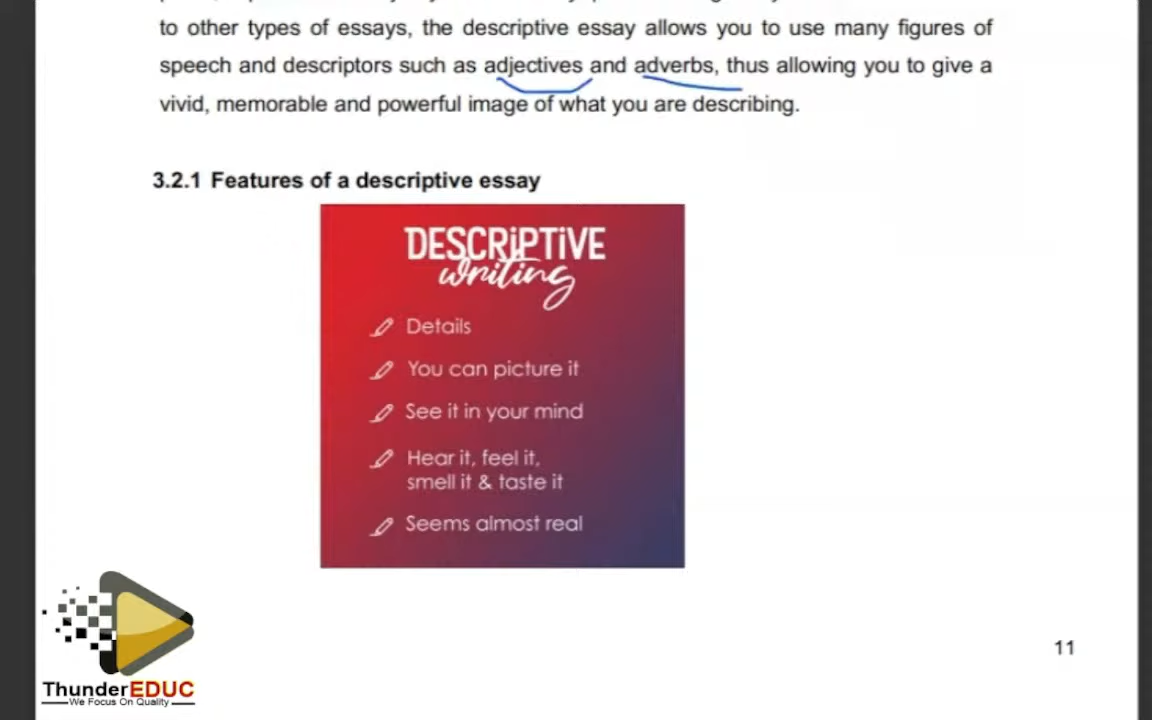 to other types of essays, the descriptive essay allows you to use many figures of
speech and descriptors such as adjectives and adverbs, thus allowing you to give a
vivid, memorable and powerful image of what you are describing.
3.2.1 Features of a descriptive essay
DESCRiPTiVE
writing
Details
You can picture it
See it in your mind
Hear it, feel it,
smell it & taste it
Seems almost real
11
ThunderEDUC
We Focus On Quality